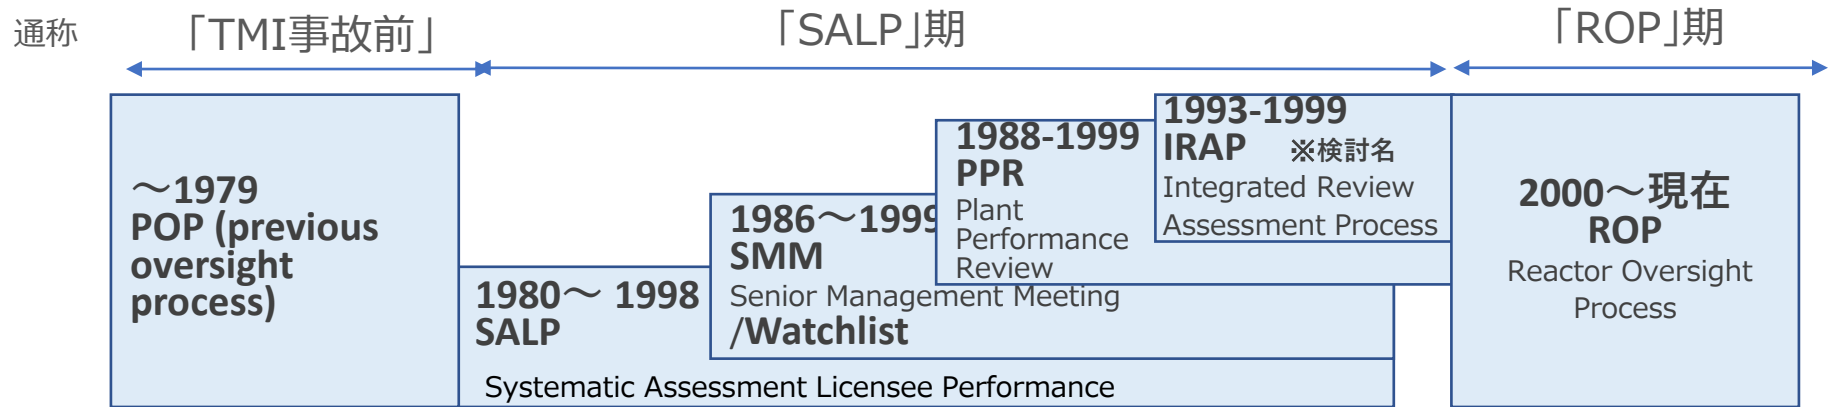 通称
「TMI事故前」
「SALP」期
「ROP」期
~1979
POP (previous
oversight
process)
1980~ 1998
SALP
Systematic Assessment Licensee Performance
1986~1999
SMM
Senior Management Meeting
/Watchlist
1988-1999
PPR
Plant
Performance
Review
1993-1999
IRAP ※検討名
Integrated Review
Assessment Process
2000~現在
ROP
Reactor Oversight
Process